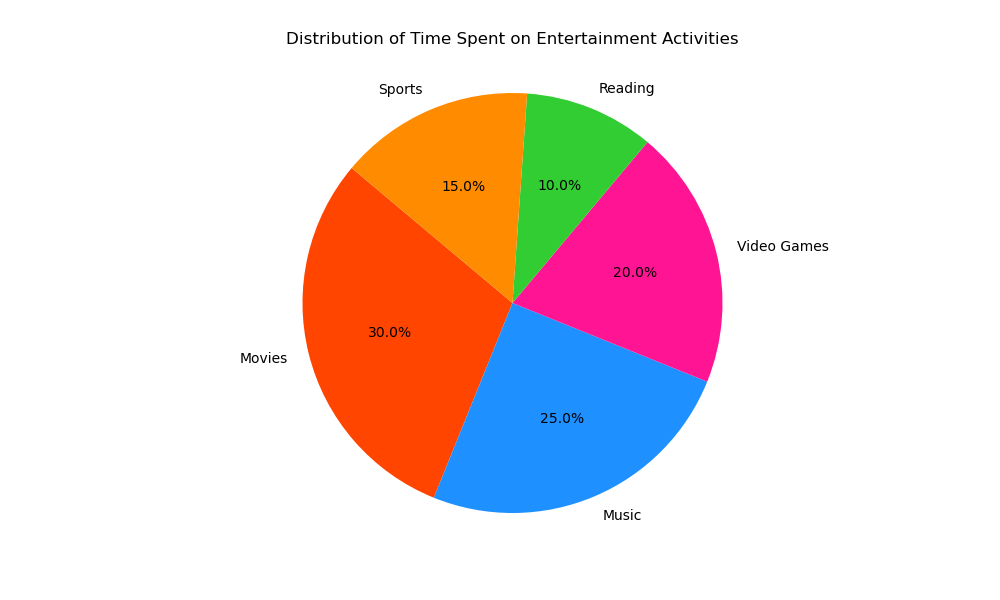 Distribution of Time Spent on Entertainment Activities
Sports
Reading
15.0%
10.0%
Video Games
20.0%
30.0%
Movies
25.0%
Music